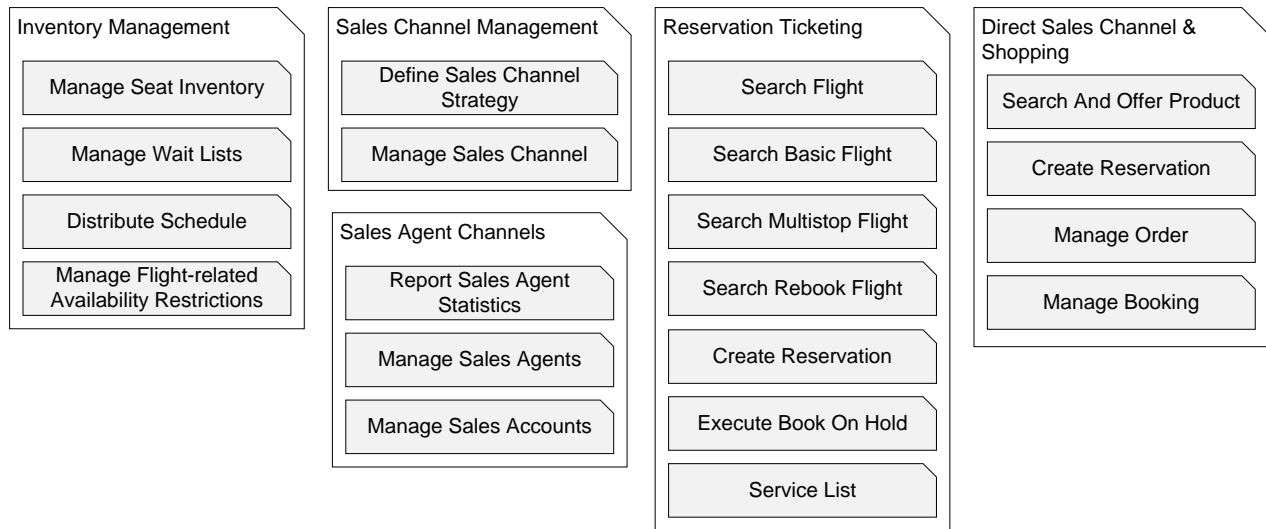 Inventory Management
Manage Seat Inventory
Manage Wait Lists
Distribute Schedule
Manage Flight-related
Availability Restrictions
Sales Channel Management
Define Sales Channel
Strategy
Manage Sales Channel
Sales Agent Channels
Report Sales Agent
Statistics
Manage Sales Agents
Manage Sales Accounts
Reservation Ticketing
Search Flight
Search Basic Flight
Search Multistop Flight
Search Rebook Flight
Create Reservation
Execute Book On Hold
Service List
Direct Sales Channel &
Shopping
Search And Offer Product
Create Reservation
Manage Order
Manage Booking